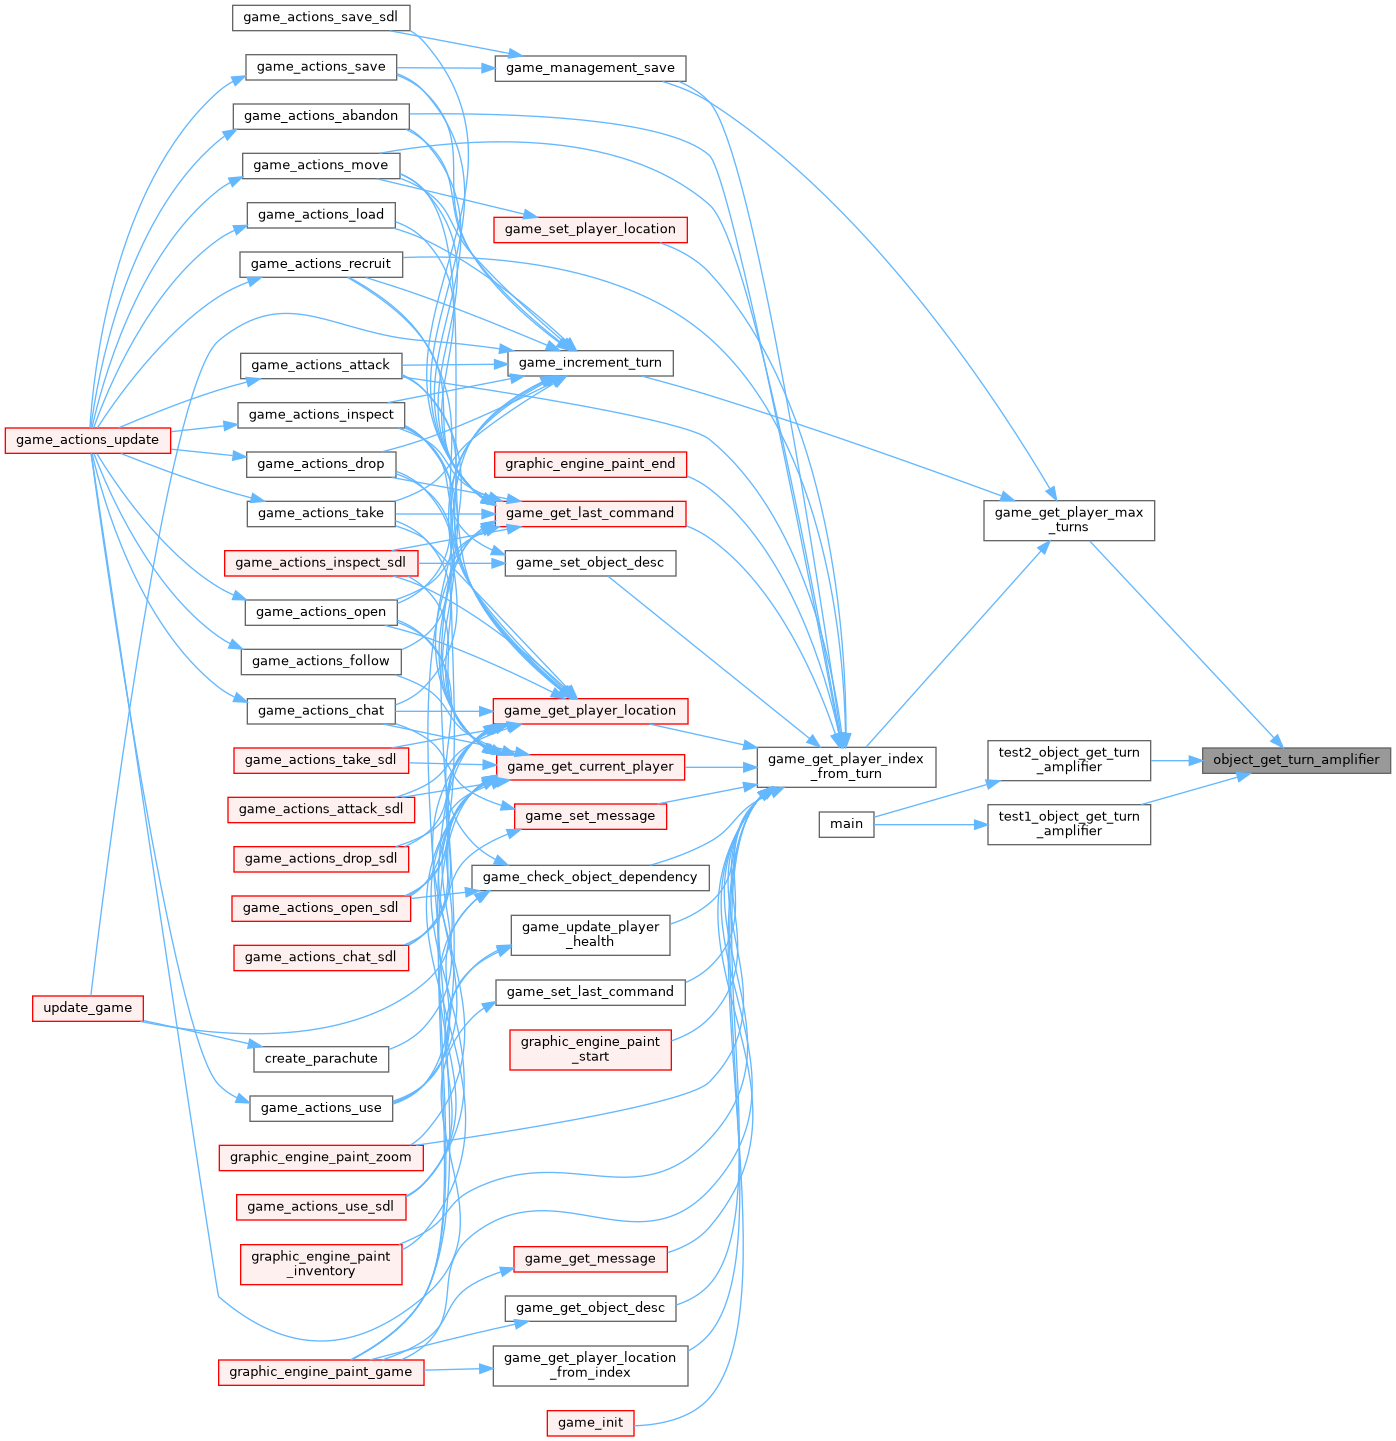 game_actions_save_sdl
game_actions_save
game_management_save
game_actions_abandon
game_actions_move
game_actions_load
game_set_player_location
game_actions_recruit
game_actions_attack
game_increment_turn
game_actions_inspect
game_actions_update
game_actions_drop
graphic_engine_paint_end
game_actions_take
game_get_last_command
game_get_player_max
_turns
game_actions_inspect_sdl
game_set_object_desc
game_actions_open
game_actions_follow
game_actions_chat
game_get_player_location
game_actions_take_sdl
game_get_current_player
game_get_player_index
_from_turn
test2_object_get_turn
_amplifier
object_get_turn_amplifier
game_actions_attack_sdl
game_set_message
main
test1_object_get_turn
_amplifier
game_actions_drop_sdl
game_check_object_dependency
game_actions_open_sdl
game_update_player
_health
game_actions_chat_sdl
game_set_last_command
update_game
graphic_engine_paint
_start
create_parachute
game_actions_use
graphic_engine_paint_zoom
game_actions_use_sdl
graphic_engine_paint
_inventory
game_get_message
game_get_object_desc
graphic_engine_paint_game
game_get_player_location
_from_index
game_init